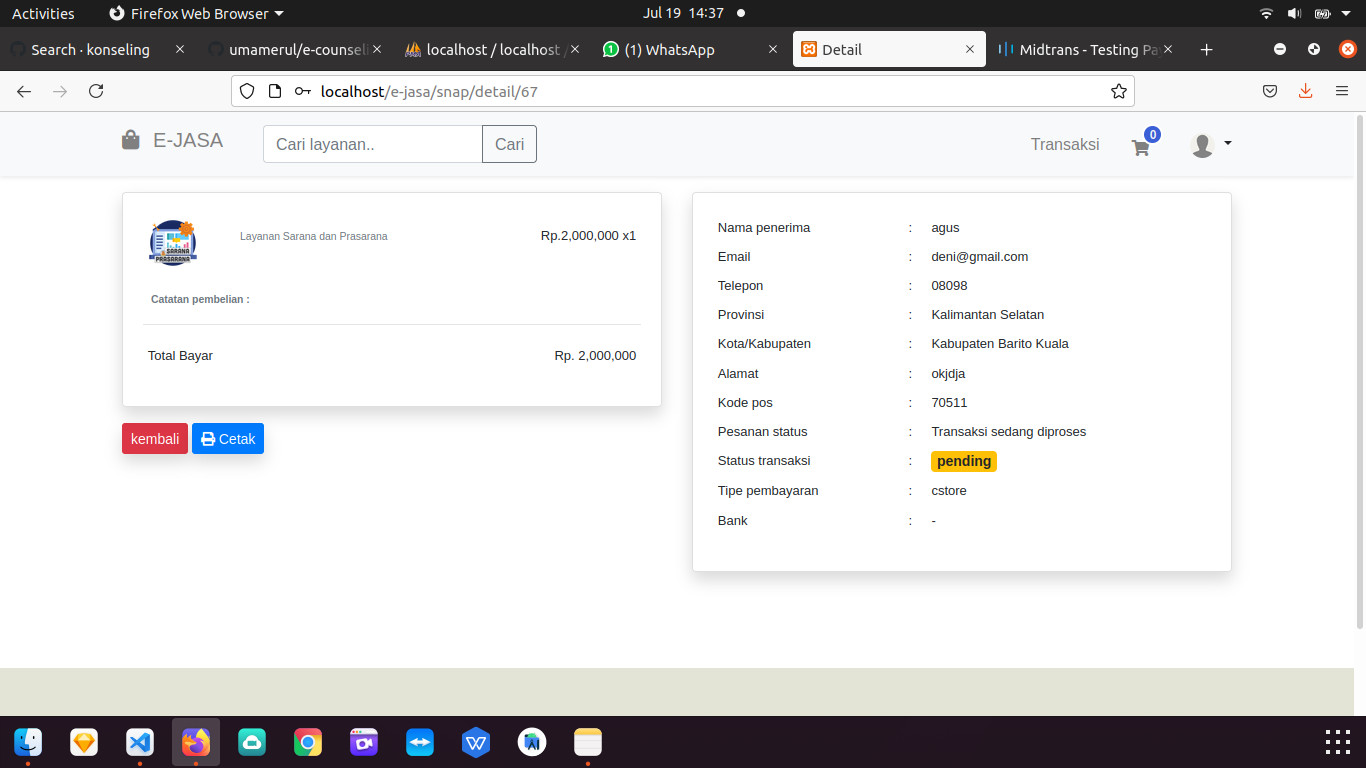 Activities
Firefox Web Browser
Jul 19 14:37
Search · konseling
umamerul/e-counsel
localhost / localhost /
(1) WhatsApp
Detail
Midtrans - Testing Pa
localhost/e-jasa/snap/detail/67
E-JASA
Cari layanan..
Cari
Transaksi
0
SARANA
PRASARANA
Layanan Sarana dan Prasarana
Rp.2,000,000 x1
Catatan pembelian :
Total Bayar
Rp. 2,000,000
kembali
Cetak
Nama penerima : agus
Email : deni@gmail.com
Telepon : 08098
Provinsi : Kalimantan Selatan
Kota/Kabupaten : Kabupaten Barito Kuala
Alamat : okjdja
Kode pos : 70511
Pesanan status : Transaksi sedang diproses
Status transaksi : pending
Tipe pembayaran : cstore
Bank : -